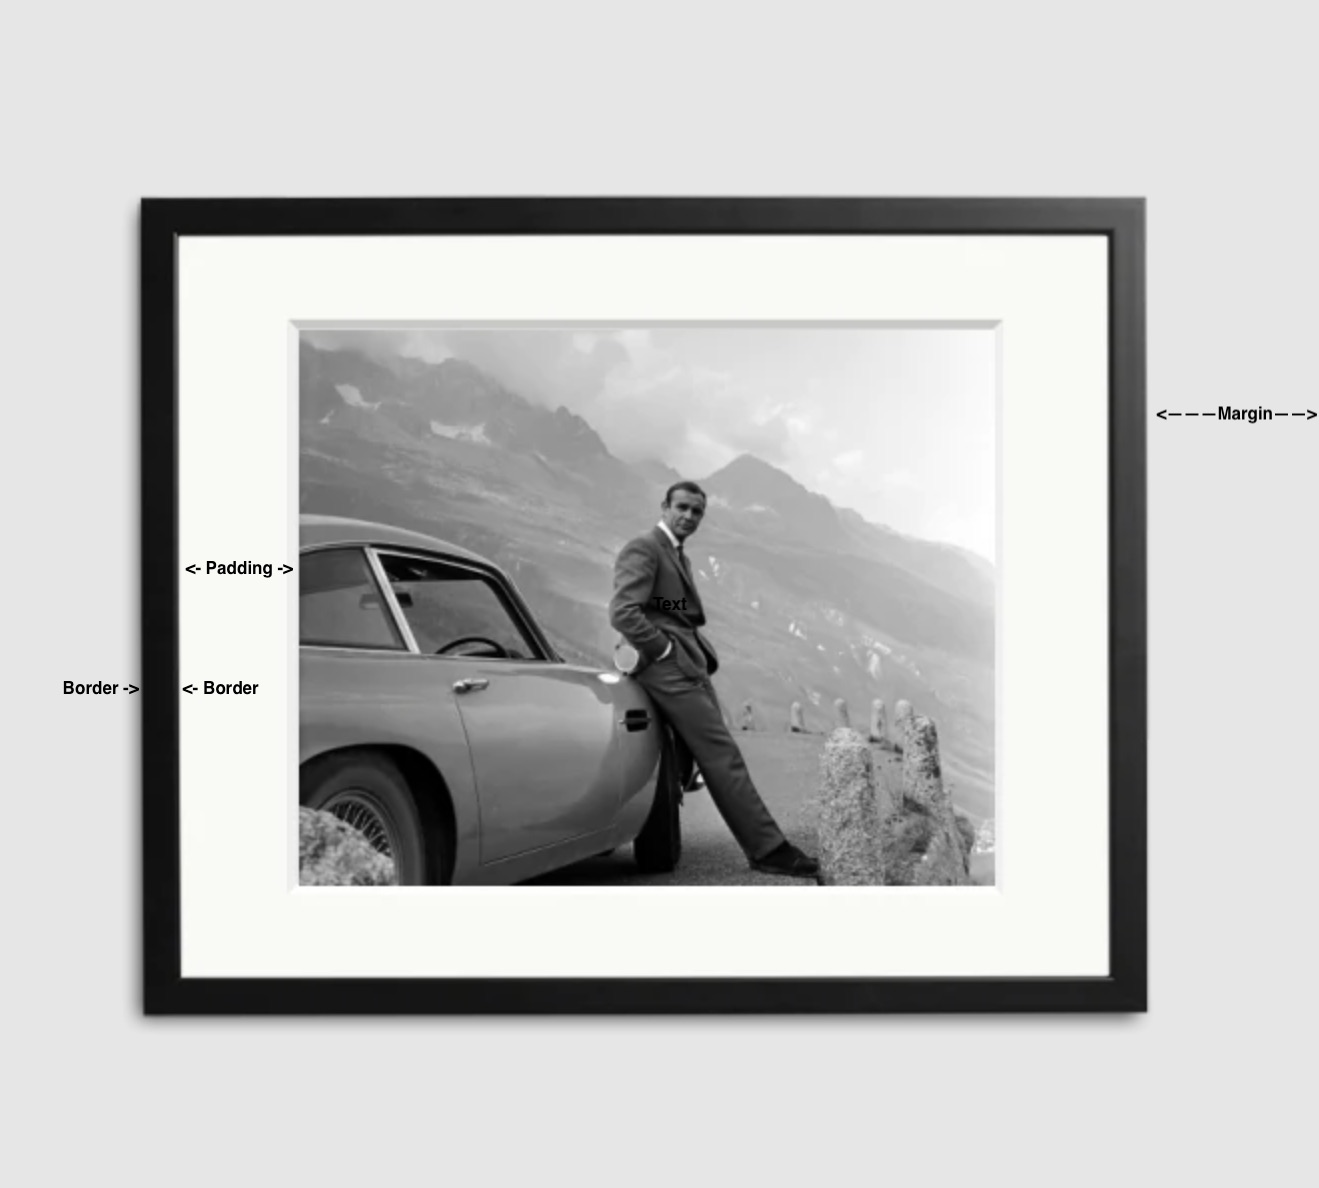 <---Margin-->
<- Padding ->
Text
Border ->
<- Border